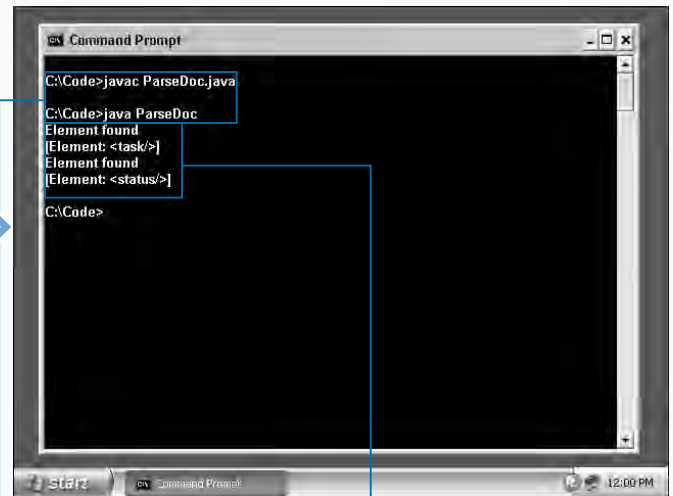 Command Prompt
C:\Code>javac ParseDoc.java
C:\Code>java ParseDoc
Element found
[Element: <task/>]
Element found
[Element: <status/>]
C:\Code>
start
Command Prompt
12:00 PM